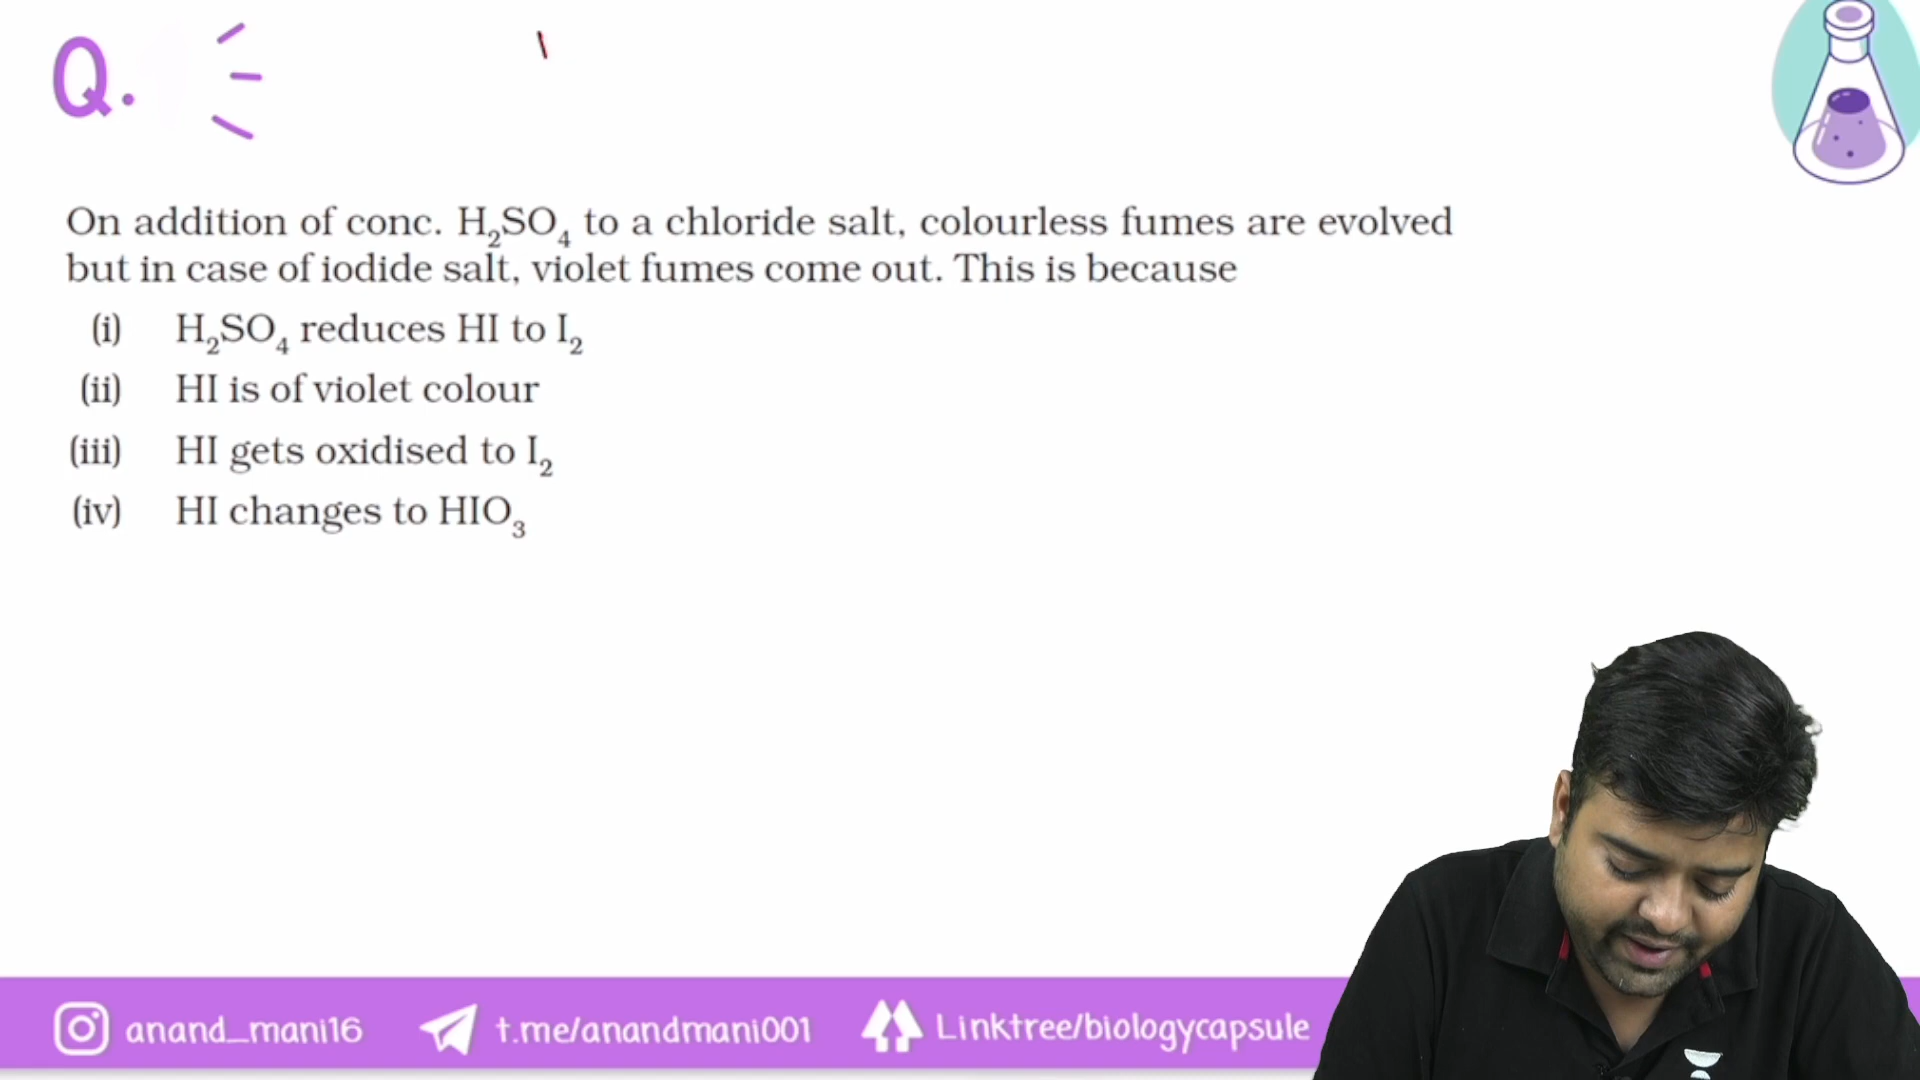 Q.
On addition of conc. H₂SO₄ to a chloride salt, colourless fumes are evolved
but in case of iodide salt, violet fumes come out. This is because
(i) H₂SO₄ reduces HI to I₂
(ii) HI is of violet colour
(iii) HI gets oxidised to I₂
(iv) HI changes to HIO₃
anand_mani16 t.me/anandmani001 Linktree/biologycapsule